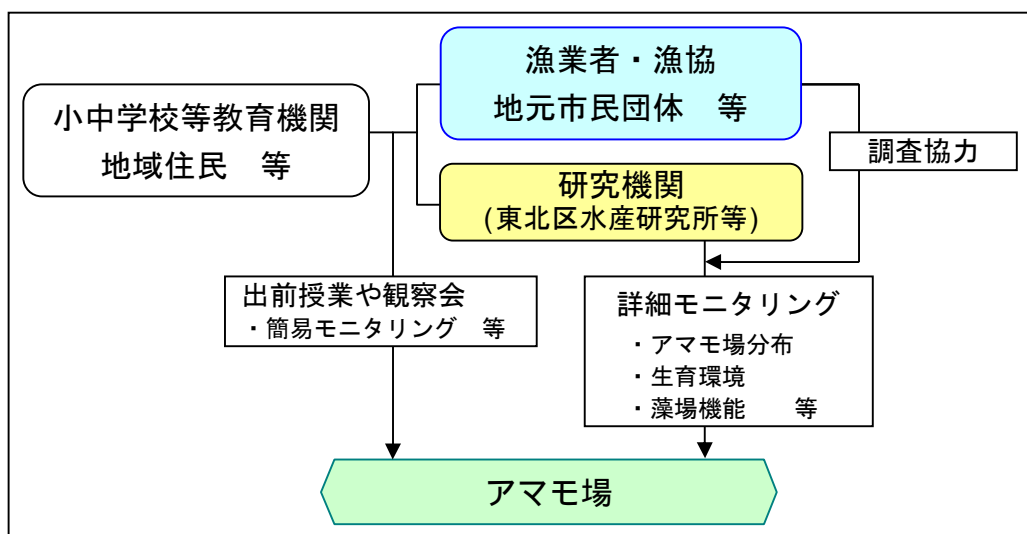 漁業者・漁協
地元市民団体　等
小中学校等教育機関
地域住民　等
調査協力
研究機関
(東北区水産研究所等)
出前授業や観察会
・簡易モニタリング　等
詳細モニタリング
・アマモ場分布
・生育環境
・藻場機能　　等
アマモ場